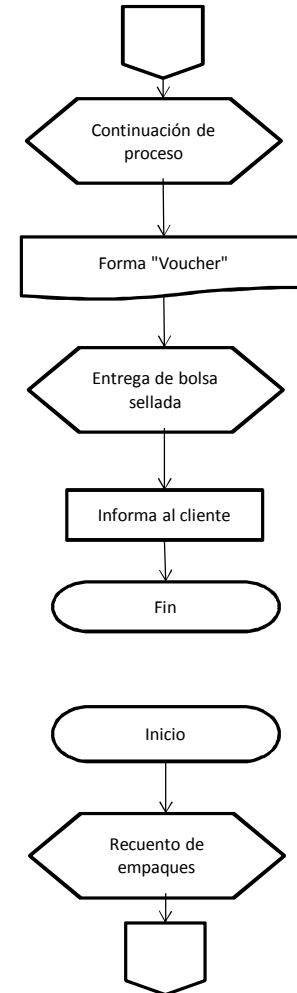 Continuación de
proceso
Forma "Voucher"
Entrega de bolsa
sellada
Informa al cliente
Fin
Inicio
Recuento de
empaques